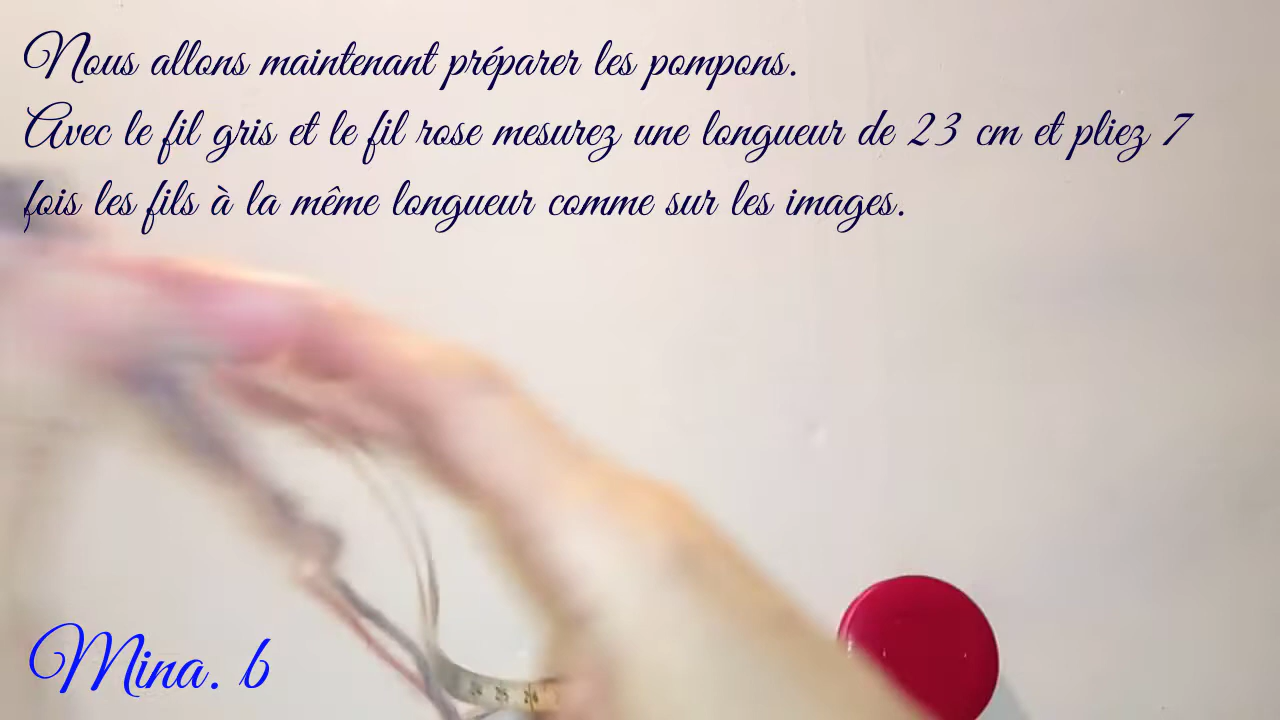 Nous allons maintenant préparer les pompons.
Avec le fil gris et le fil rose mesurez une longueur de 23 cm et pliez 7
fois les fils à la même longueur comme sur les images.
Mina. b